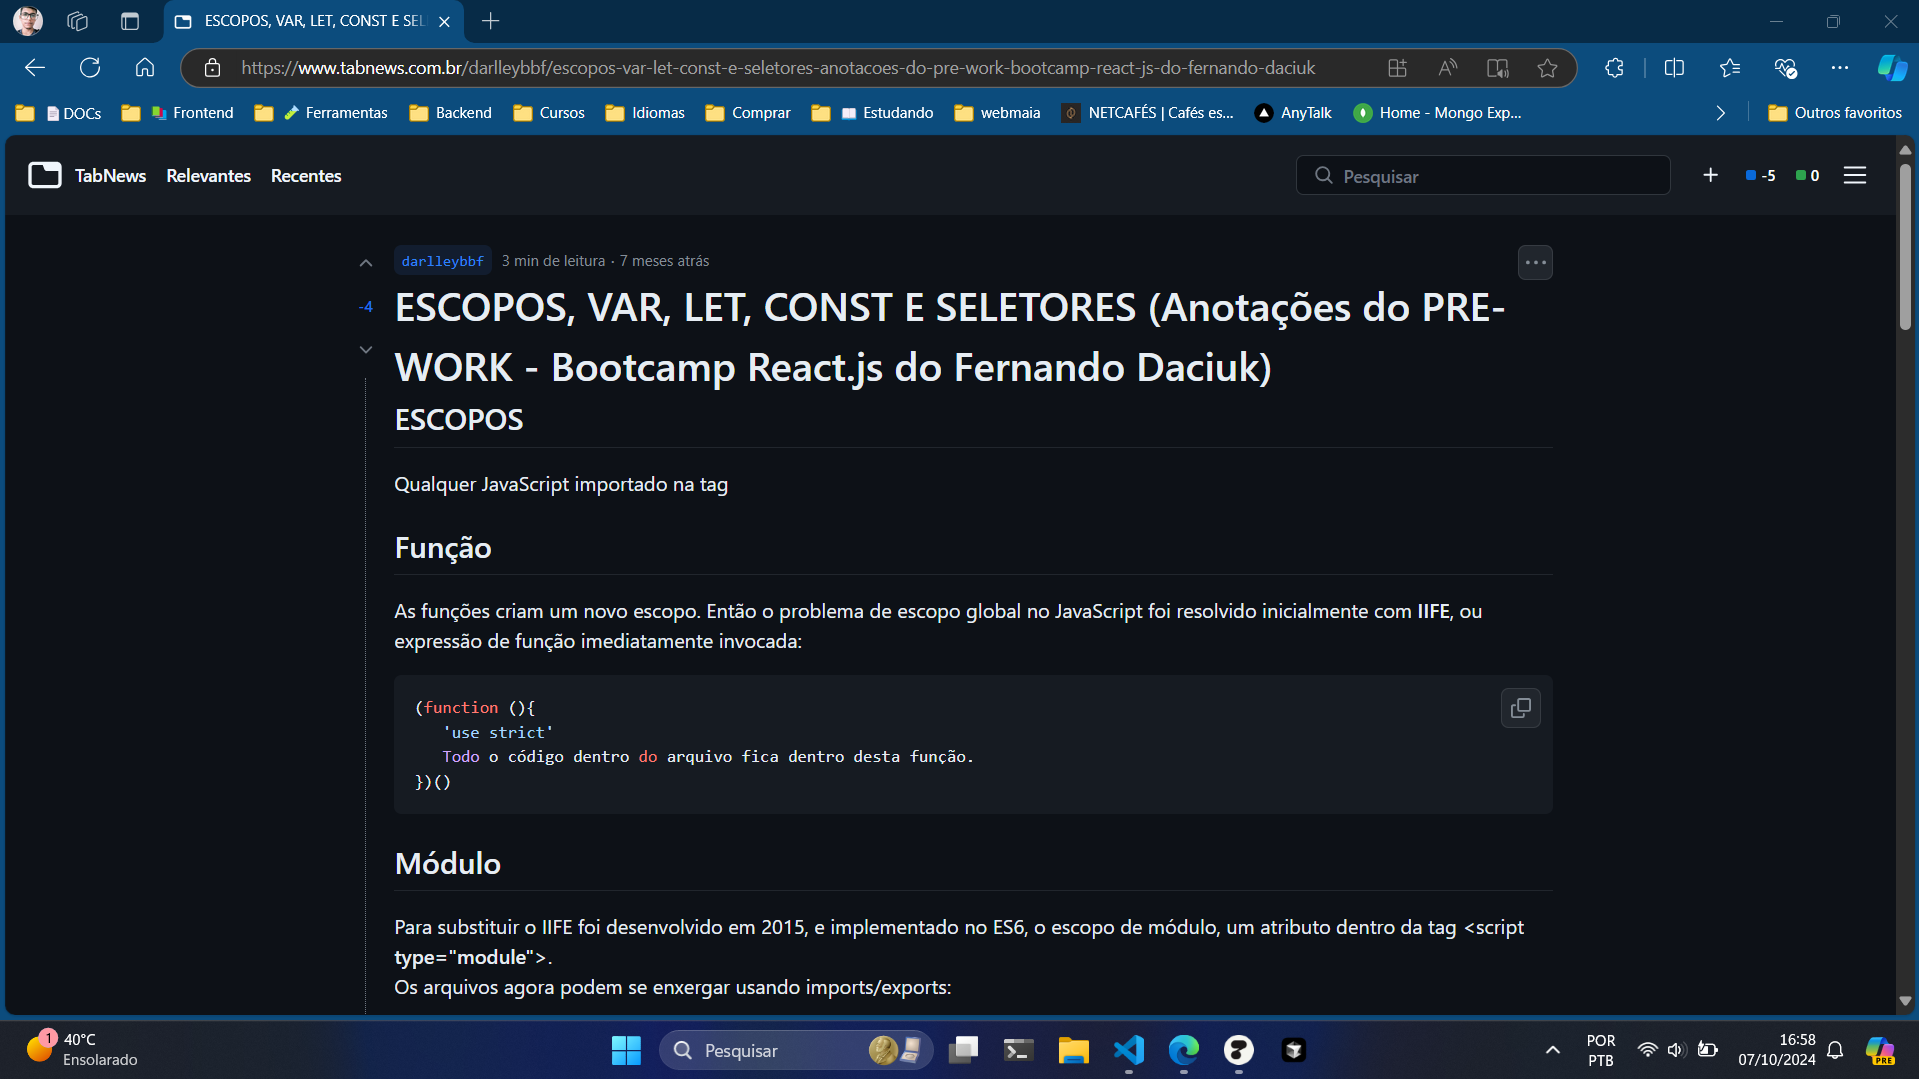 ESCOPOS, VAR, LET, CONST E SEL
https://www.tabnews.com.br/darlleybbf/escopos-var-let-const-e-seletores-anotacoes-do-pre-work-bootcamp-react-js-do-fernando-daciuk
DOCs Frontend Ferramentas Backend Cursos Idiomas Comprar Estudando webmaia NETCAFÉS | Cafés es... AnyTalk Home - Mongo Exp... Outros favoritos
TabNews Relevantes Recentes Pesquisar -5 0
darlleybbf 3 min de leitura · 7 meses atrás
-4
ESCOPOS, VAR, LET, CONST E SELETORES (Anotações do PRE-
WORK - Bootcamp React.js do Fernando Daciuk)
ESCOPOS
Qualquer JavaScript importado na tag
Função
As funções criam um novo escopo. Então o problema de escopo global no JavaScript foi resolvido inicialmente com IIFE, ou
expressão de função imediatamente invocada:
(function (){
'use strict'
Todo o código dentro do arquivo fica dentro desta função.
})()
Módulo
Para substituir o IIFE foi desenvolvido em 2015, e implementado no ES6, o escopo de módulo, um atributo dentro da tag <script
type="module">.
Os arquivos agora podem se enxergar usando imports/exports:
1
40°C
Ensolarado
Pesquisar
POR
PTB
16:58
07/10/2024
PRE